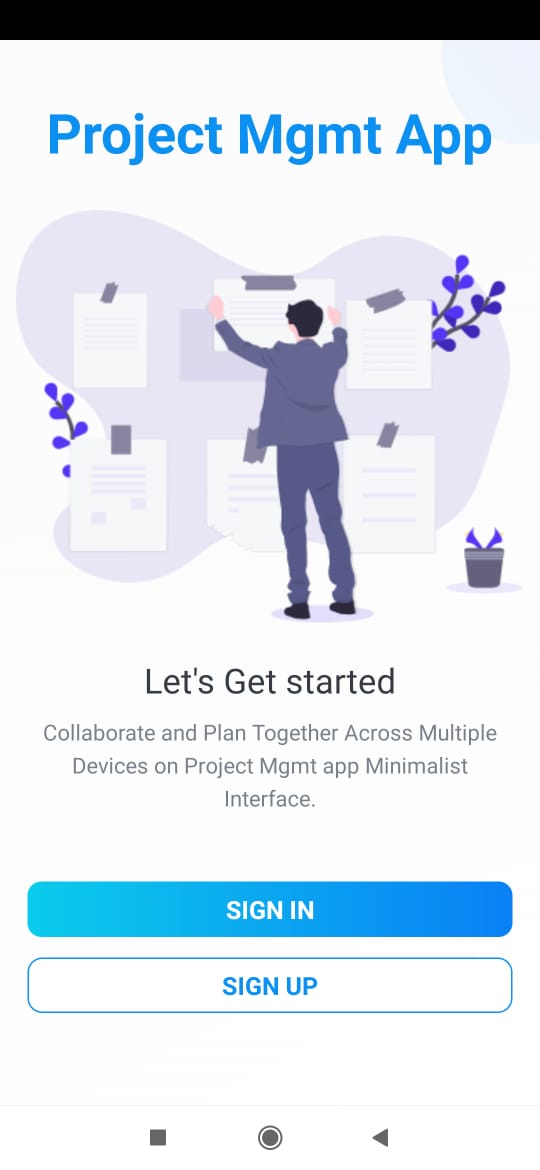 Project Mgmt App
Let's Get started
Collaborate and Plan Together Across Multiple
Devices on Project Mgmt app Minimalist
Interface.
SIGN IN
SIGN UP